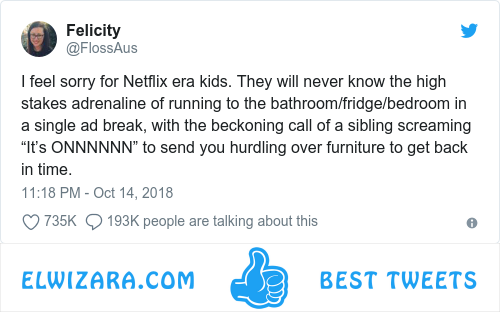 Felicity
@FlossAus
I feel sorry for Netflix era kids. They will never know the high
stakes adrenaline of running to the bathroom/fridge/bedroom in
a single ad break, with the beckoning call of a sibling screaming
“It’s ONNNNNN” to send you hurdling over furniture to get back
in time.
11:18 PM - Oct 14, 2018
735K 193K people are talking about this
ELWIZARA.COM BEST TWEETS